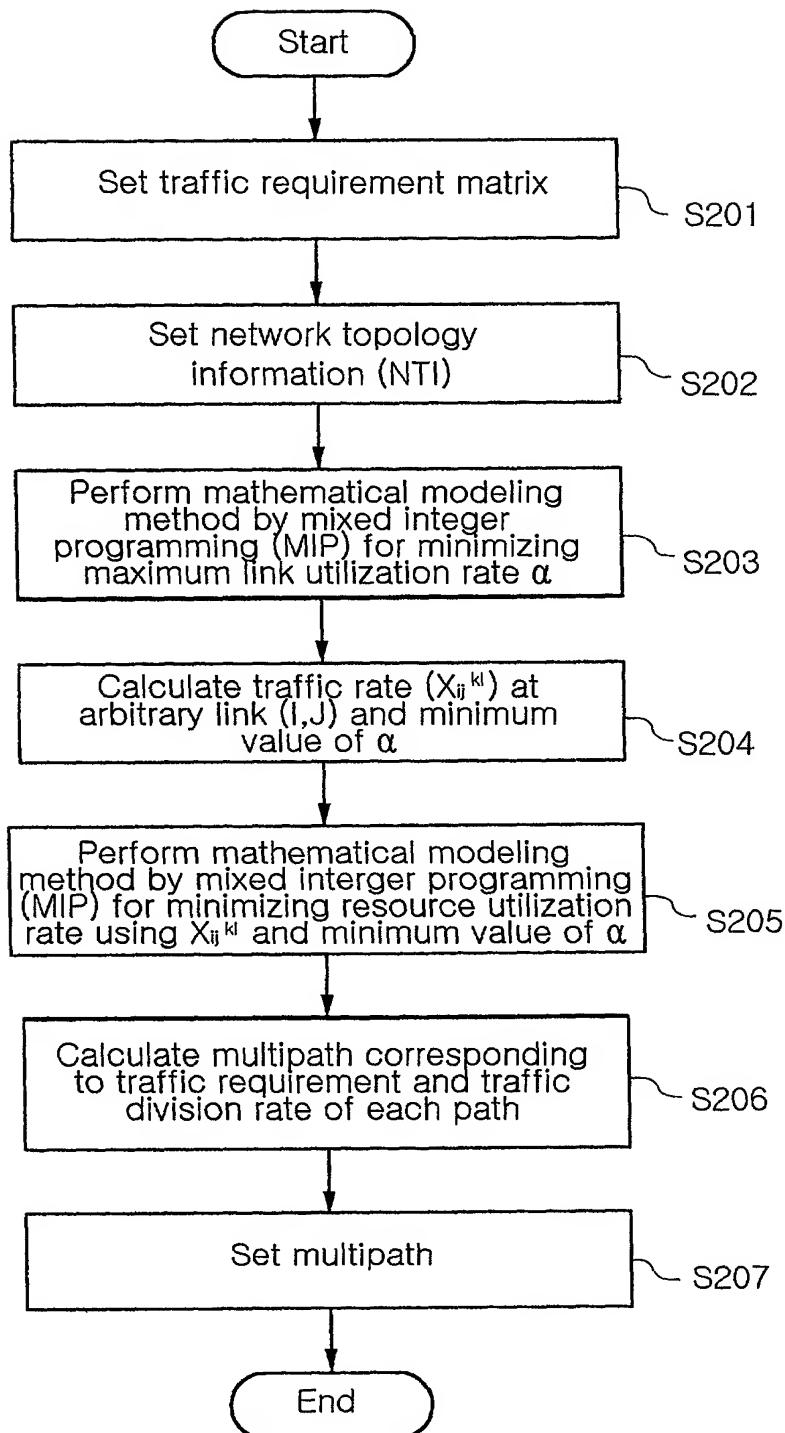 Start
Set traffic requirement matrix
S201
Set network topology
information (NTI)
S202
Perform mathematical modeling
method by mixed integer
programming (MIP) for minimizing
maximum link utilization rate α
S203
Calculate traffic rate (Xij kl) at
arbitrary link (I,J) and minimum
value of α
S204
Perform mathematical modeling
method by mixed interger programming
(MIP) for minimizing resource utilization
rate using Xij kl and minimum value of α
S205
Calculate multipath corresponding
to traffic requirement and traffic
division rate of each path
S206
Set multipath
S207
End